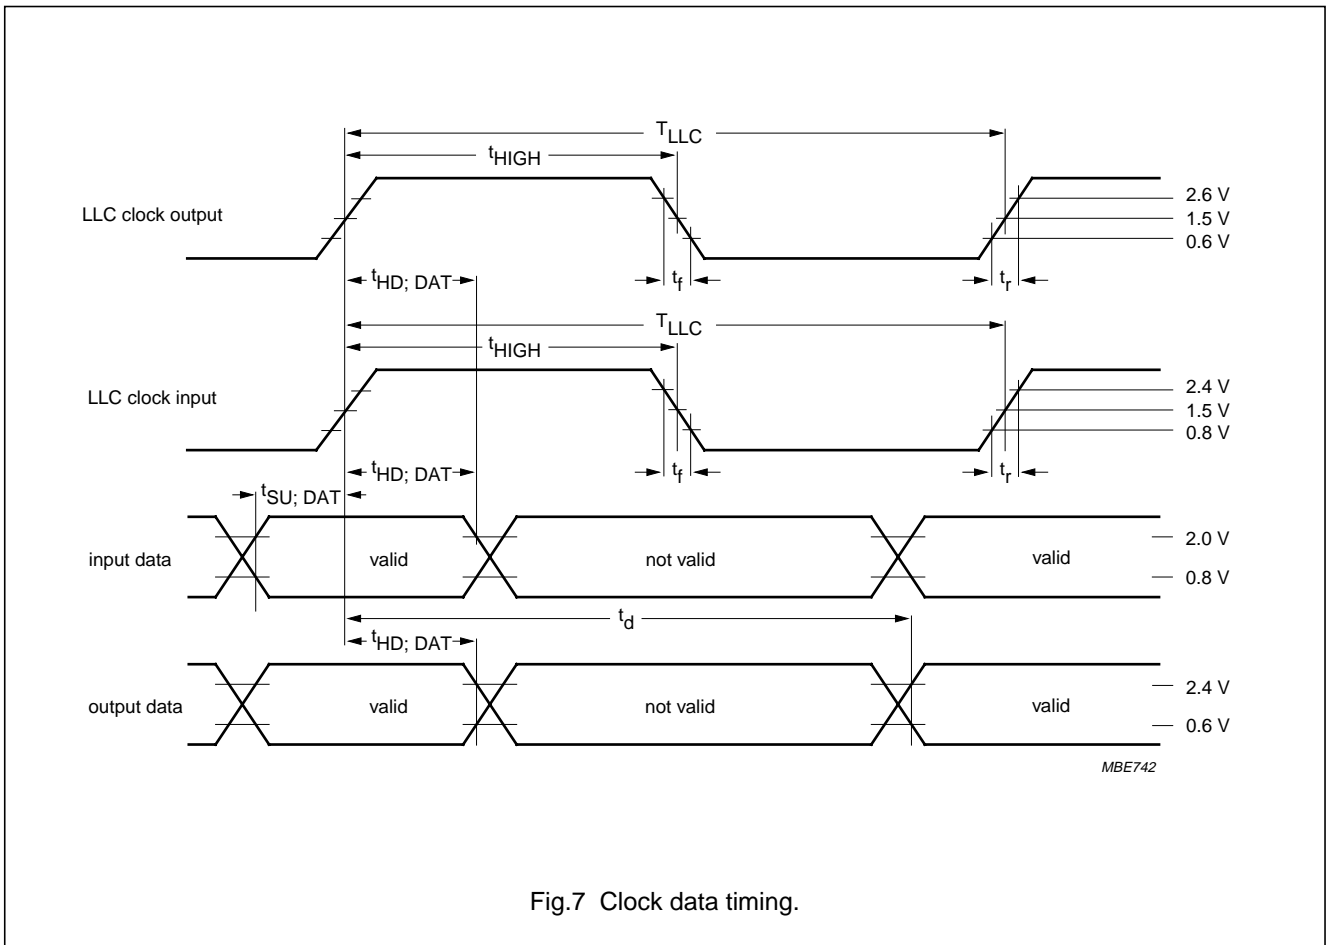 T_LLC
t_HIGH
LLC clock output
2.6 V
1.5 V
0.6 V
t_HD; DAT
t_f
t_r
T_LLC
t_HIGH
LLC clock input
2.4 V
1.5 V
0.8 V
t_HD; DAT
t_f
t_r
t_SU; DAT
input data
valid
not valid
valid
2.0 V
0.8 V
t_d
t_HD; DAT
output data
valid
not valid
valid
2.4 V
0.6 V
MBE742
Fig.7 Clock data timing.